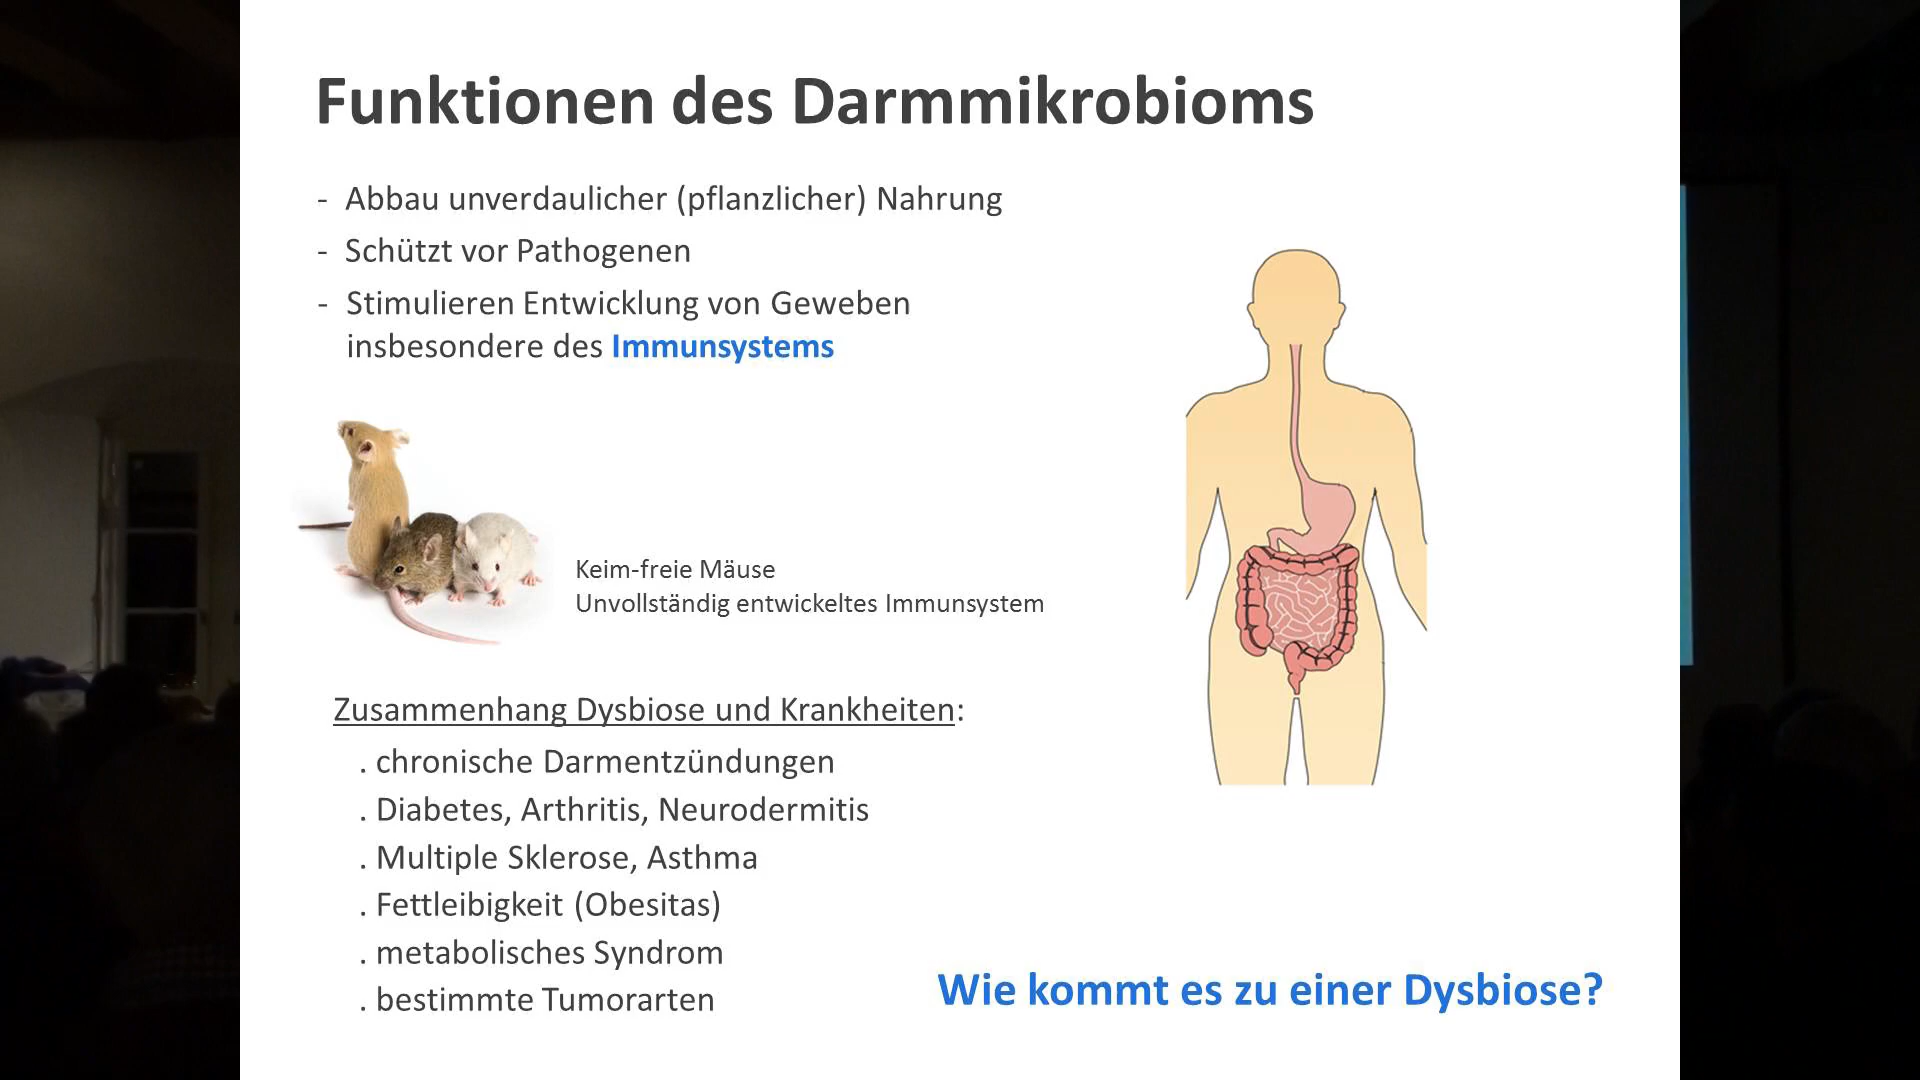 Funktionen des Darmmikrobioms
- Abbau unverdaulicher (pflanzlicher) Nahrung
- Schützt vor Pathogenen
- Stimulieren Entwicklung von Geweben
insbesondere des Immunsystems
Keim-freie Mäuse
Unvollständig entwickeltes Immunsystem
Zusammenhang Dysbiose und Krankheiten:
. chronische Darmentzündungen
. Diabetes, Arthritis, Neurodermitis
. Multiple Sklerose, Asthma
. Fettleibigkeit (Obesitas)
. metabolisches Syndrom
. bestimmte Tumorarten
Wie kommt es zu einer Dysbiose?